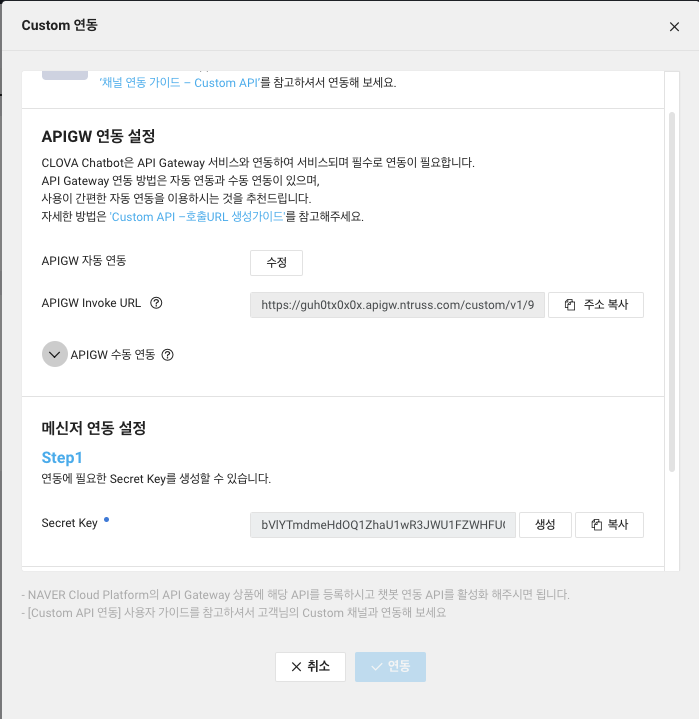 Custom 연동
'채널 연동 가이드 – Custom API'를 참고하셔서 연동해 보세요.
APIGW 연동 설정
CLOVA Chatbot은 API Gateway 서비스와 연동하여 서비스되며 필수로 연동이 필요합니다.
API Gateway 연동 방법은 자동 연동과 수동 연동이 있으며,
사용이 간편한 자동 연동을 이용하시는 것을 추천드립니다.
자세한 방법은 'Custom API –호출URL 생성가이드'를 참고해주세요.
APIGW 자동 연동
수정
APIGW Invoke URL
https://guh0tx0x0x.apigw.ntruss.com/custom/v1/9
주소 복사
APIGW 수동 연동
메신저 연동 설정
Step1
연동에 필요한 Secret Key를 생성할 수 있습니다.
Secret Key
bVlYTmdmeHdOQ1ZhaU1wR3JWU1FZWHFU
생성
복사
- NAVER Cloud Platform의 API Gateway 상품에 해당 API를 등록하시고 챗봇 연동 API를 활성화 해주시면 됩니다.
- [Custom API 연동] 사용자 가이드를 참고하셔서 고객님의 Custom 채널과 연동해 보세요
취소
연동